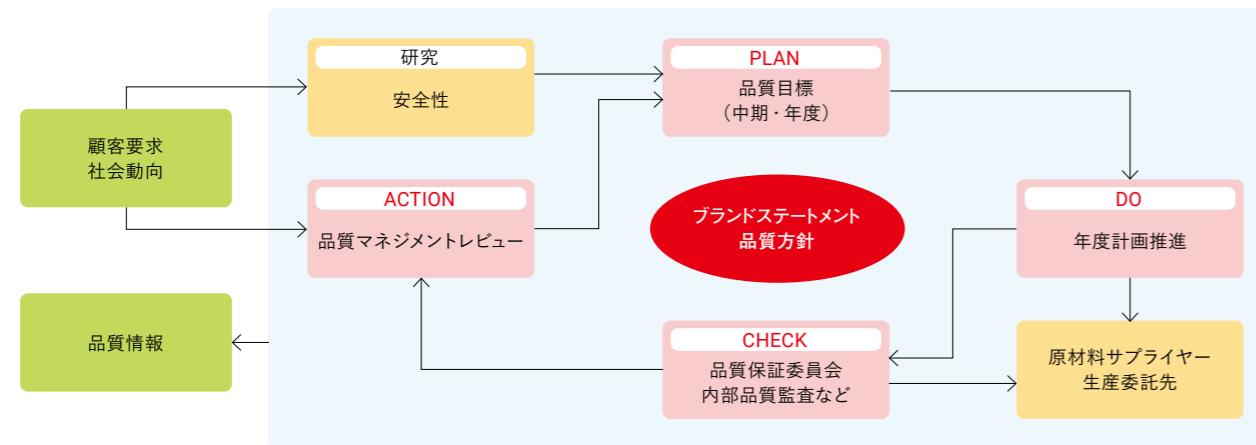 研究
安全性
PLAN
品質目標
（中期・年度）
顧客要求
社会動向
ACTION
品質マネジメントレビュー
ブランドステートメント
品質方針
DO
年度計画推進
品質情報
CHECK
品質保証委員会
内部品質監査など
原材料サプライヤー
生産委託先